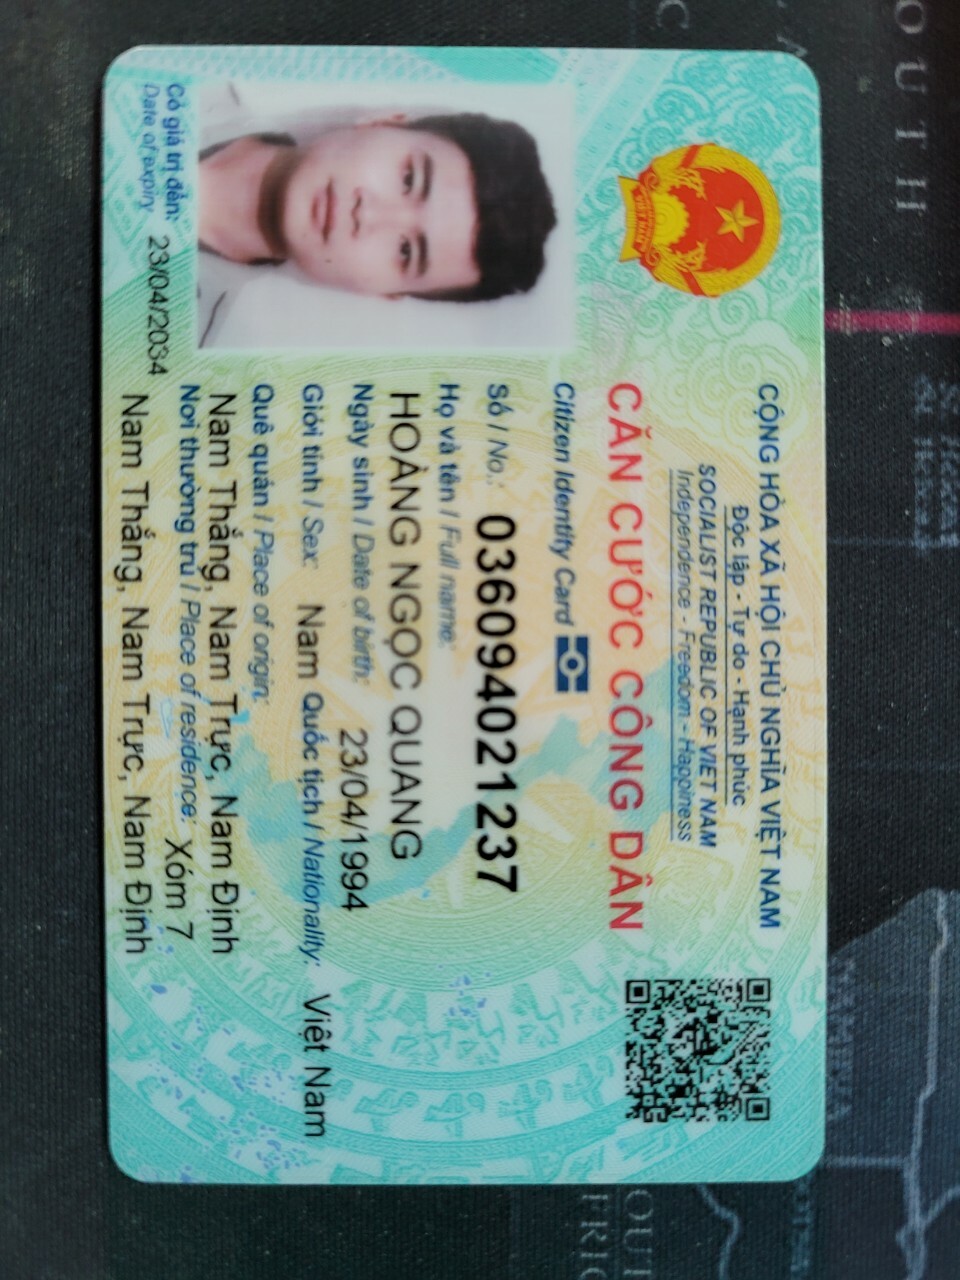 CỘNG HÒA XÃ HỘI CHỦ NGHĨA VIỆT NAM
Độc lập - Tự do - Hạnh phúc
SOCIALIST REPUBLIC OF VIET NAM
Independence - Freedom - Happiness
CĂN CƯỚC CÔNG DÂN
Citizen Identity Card
Số / No.: 036094021237
Họ và tên / Full name:
HOÀNG NGỌC QUANG
Ngày sinh / Date of birth: 23/04/1994
Giới tính / Sex: Nam Quốc tịch / Nationality: Việt Nam
Quê quán / Place of origin:
Nam Thắng, Nam Trực, Nam Định
Nơi thường trú / Place of residence: Xóm 7
Nam Thắng, Nam Trực, Nam Định
Có giá trị đến: 23/04/2034
Date of expiry
OUTH